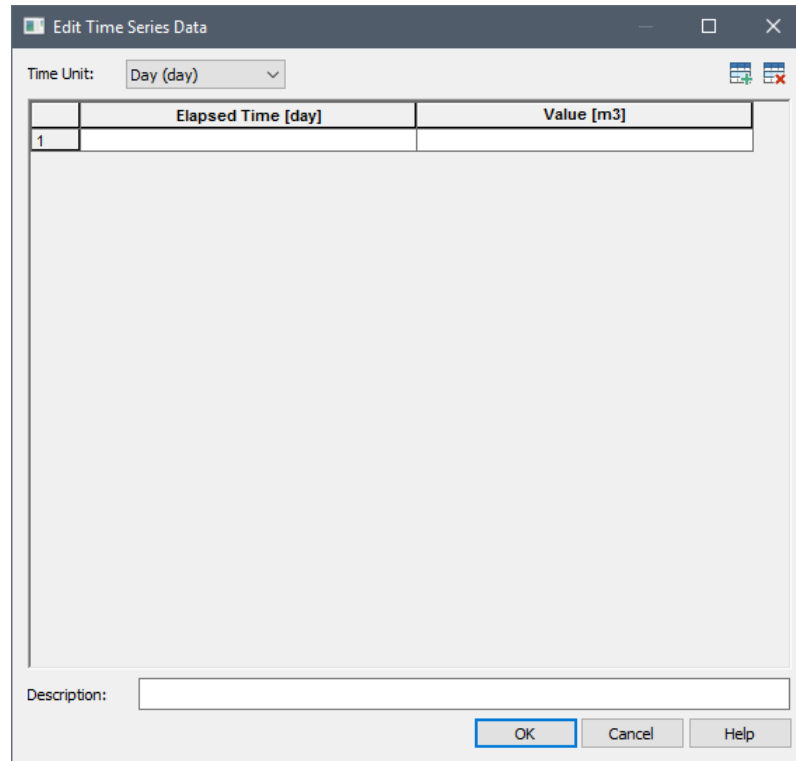 Edit Time Series Data
Time Unit: Day (day)
Elapsed Time [day] Value [m3]
1
Description:
OK Cancel Help